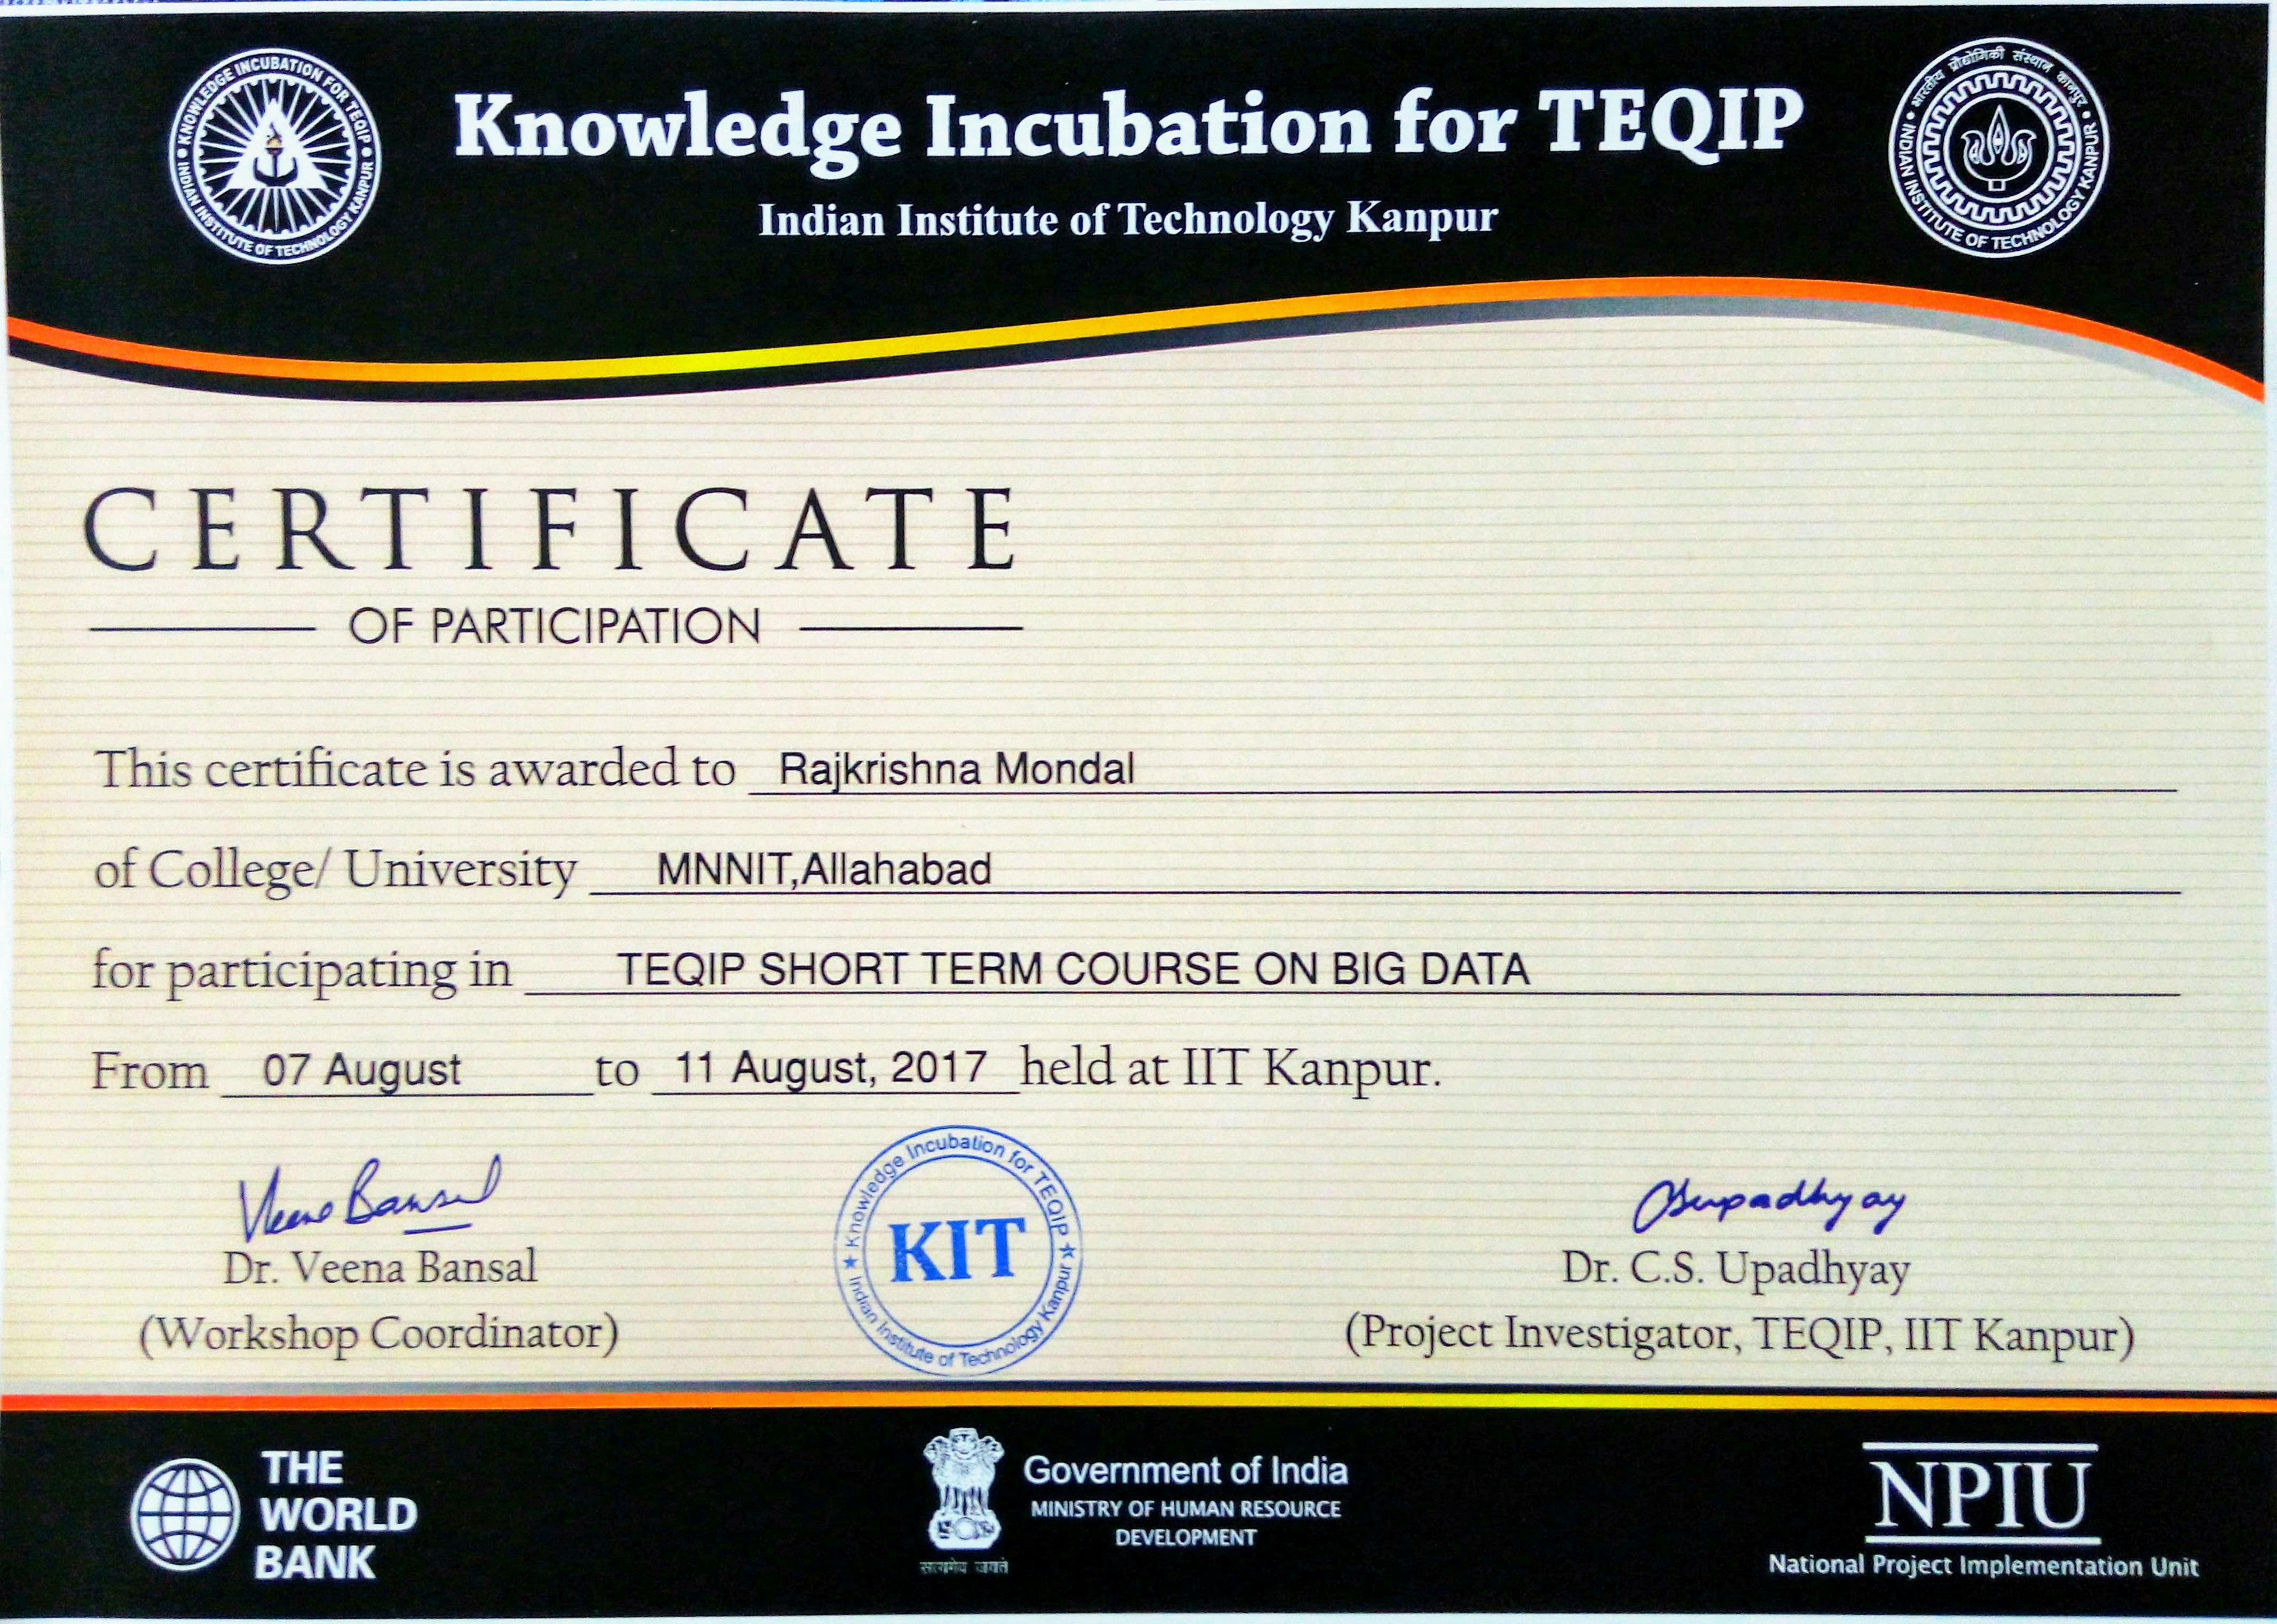 KNOWLEDGE INCUBATION FOR TEQIP
INDIAN INSTITUTE OF TECHNOLOGY KANPUR
Knowledge Incubation for TEQIP
Indian Institute of Technology Kanpur
भारतीय प्रौद्योगिकी संस्थान कानपुर
INDIAN INSTITUTE OF TECHNOLOGY KANPUR
CERTIFICATE
OF PARTICIPATION
This certificate is awarded to Rajkrishna Mondal
of College/ University MNNIT,Allahabad
for participating in TEQIP SHORT TERM COURSE ON BIG DATA
From 07 August to 11 August, 2017 held at IIT Kanpur.
Veena Bansal
Dr. Veena Bansal
(Workshop Coordinator)
Knowledge Incubation for TEQIP
KIT
Indian Institute of Technology Kanpur
CSupadhyay
Dr. C.S. Upadhyay
(Project Investigator, TEQIP, IIT Kanpur)
THE
WORLD
BANK
सत्यमेव जयते
Government of India
MINISTRY OF HUMAN RESOURCE
DEVELOPMENT
NPIU
National Project Implementation Unit